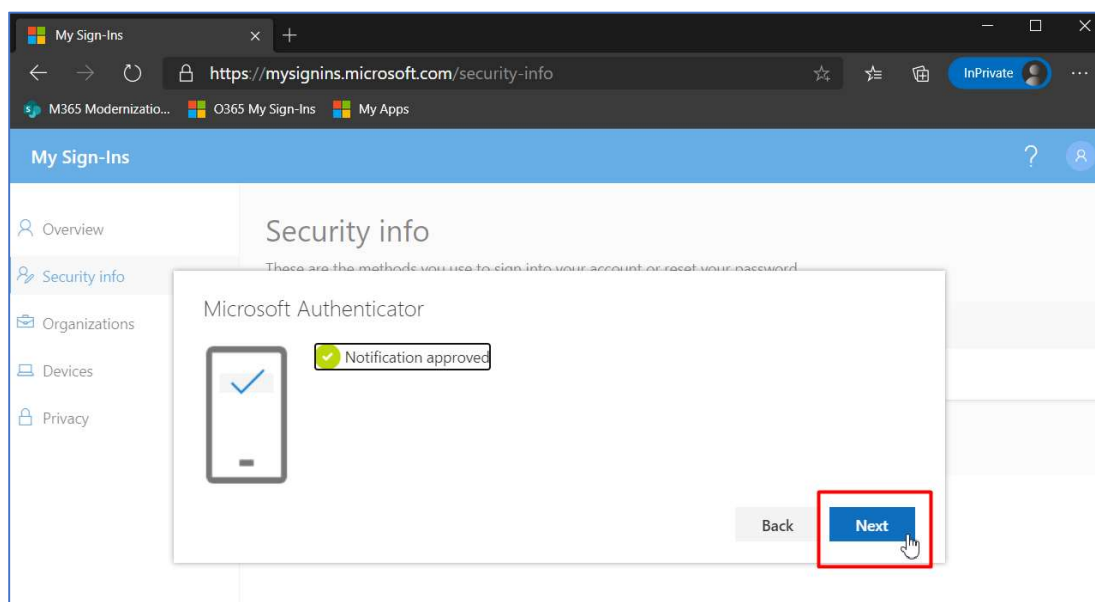 My Sign-Ins
https://mysignins.microsoft.com/security-info
InPrivate
M365 Modernizatio... O365 My Sign-Ins My Apps
My Sign-Ins ?
Overview
Security info
Organizations
Devices
Privacy
Security info
These are the methods you use to sign into your account or reset your password.
Microsoft Authenticator
Notification approved
Back Next